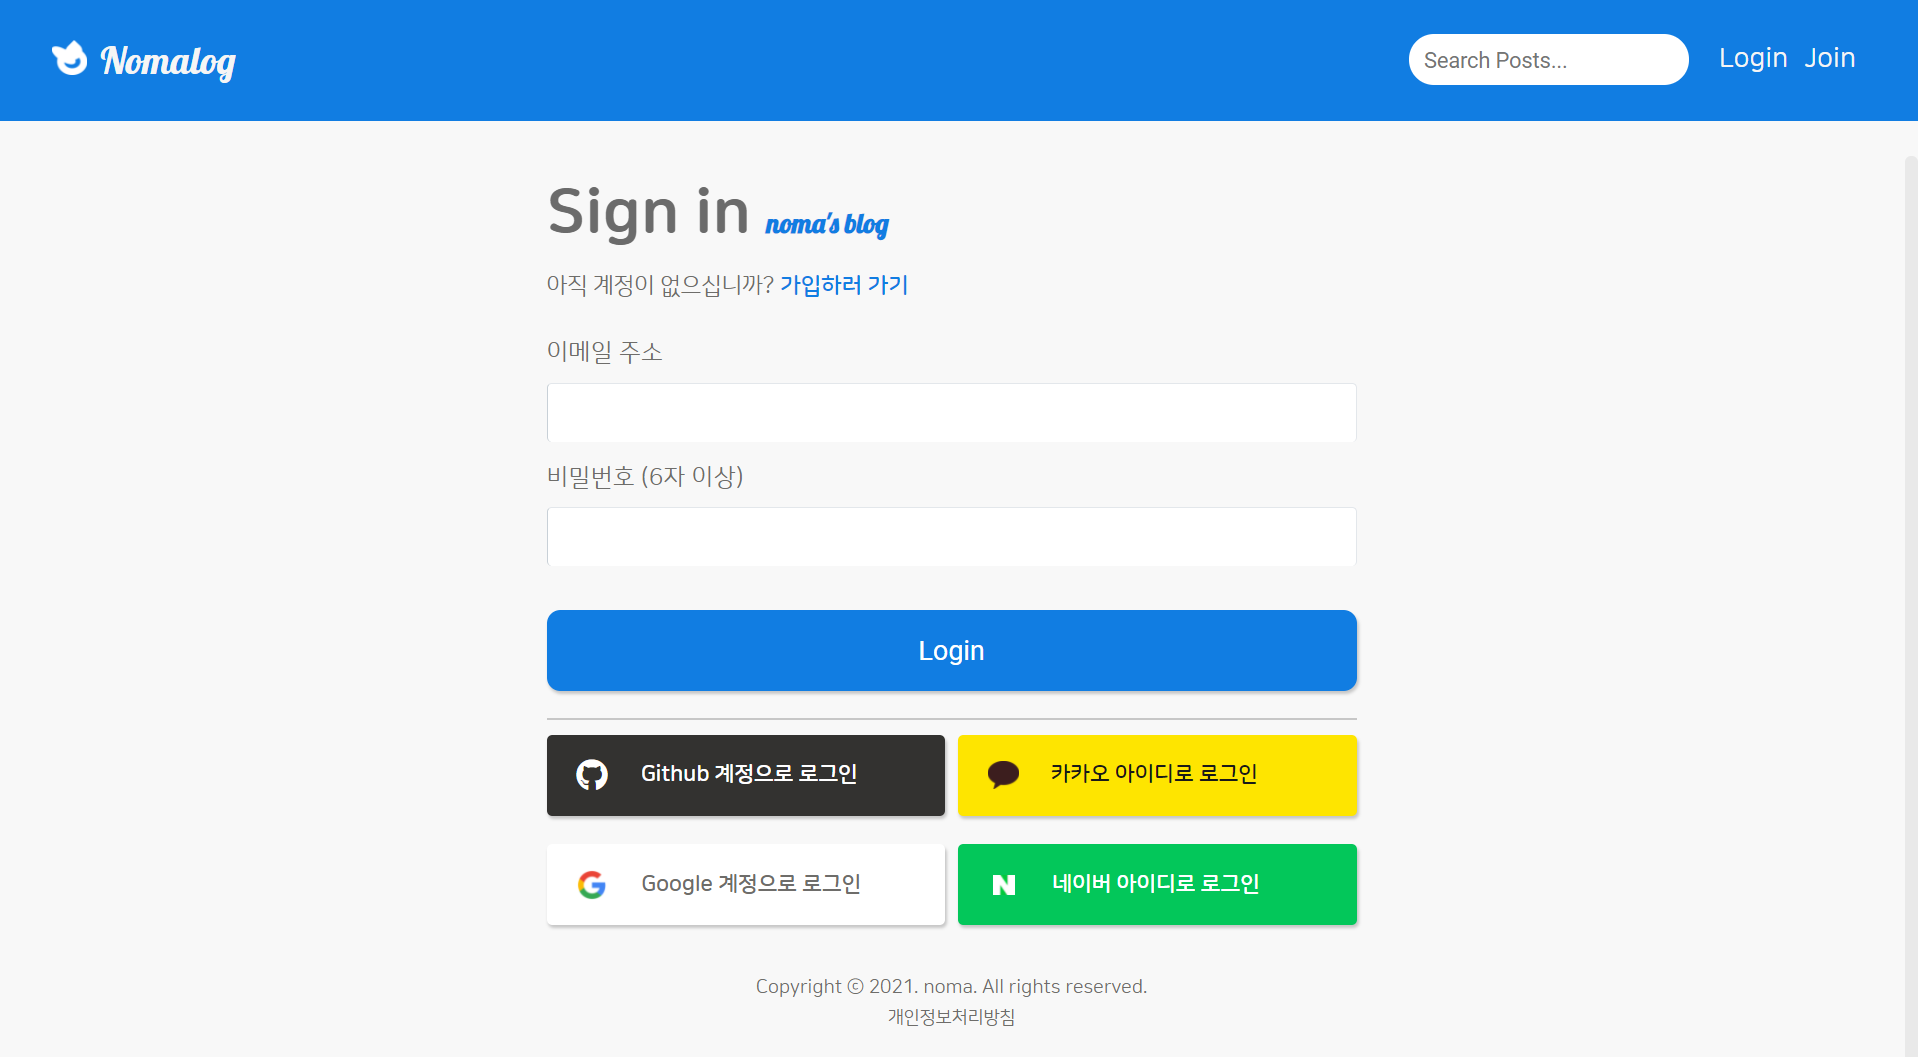 Nomalog
Search Posts...
Login Join
Sign in noma's blog
아직 계정이 없으십니까? 가입하러 가기
이메일 주소
비밀번호 (6자 이상)
Login
Github 계정으로 로그인
카카오 아이디로 로그인
Google 계정으로 로그인
네이버 아이디로 로그인
Copyright ⓒ 2021. noma. All rights reserved.
개인정보처리방침